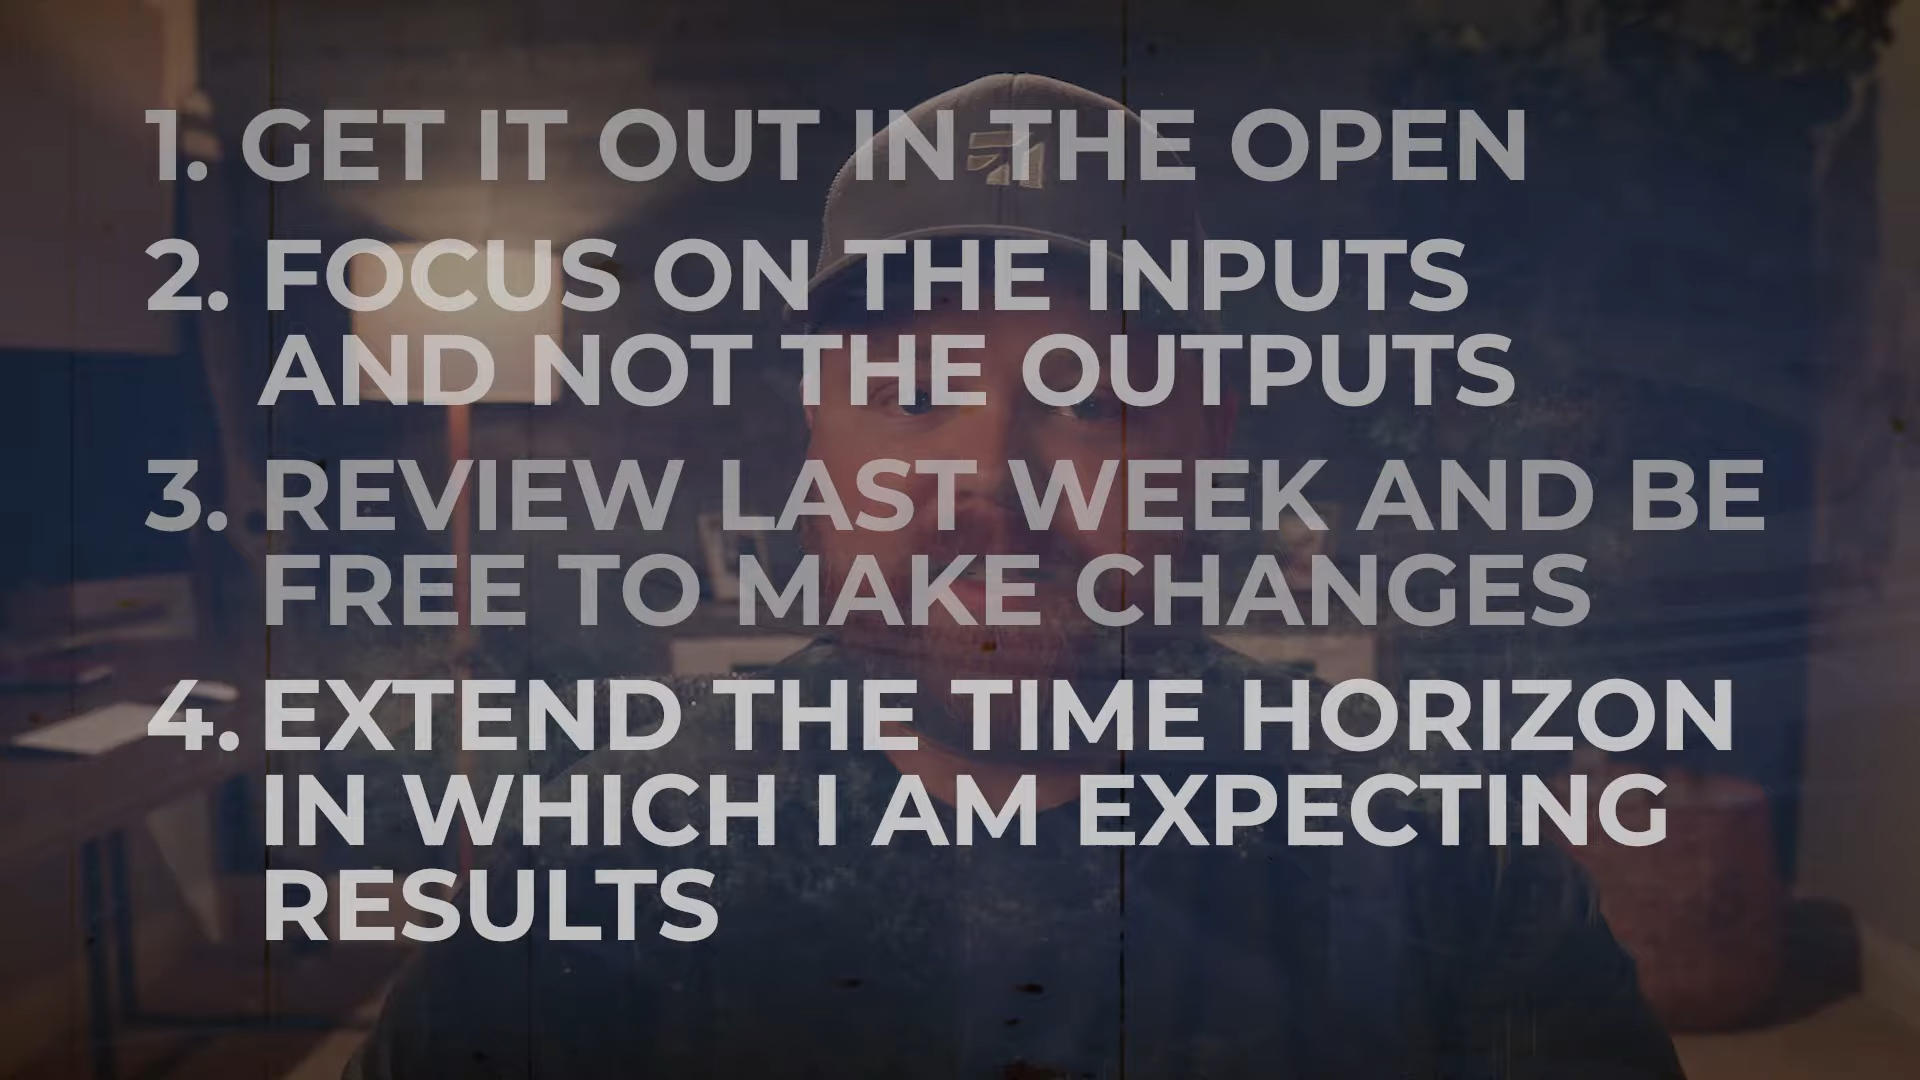 1. GET IT OUT IN THE OPEN
2. FOCUS ON THE INPUTS
AND NOT THE OUTPUTS
3. REVIEW LAST WEEK AND BE
FREE TO MAKE CHANGES
4. EXTEND THE TIME HORIZON
IN WHICH I AM EXPECTING
RESULTS